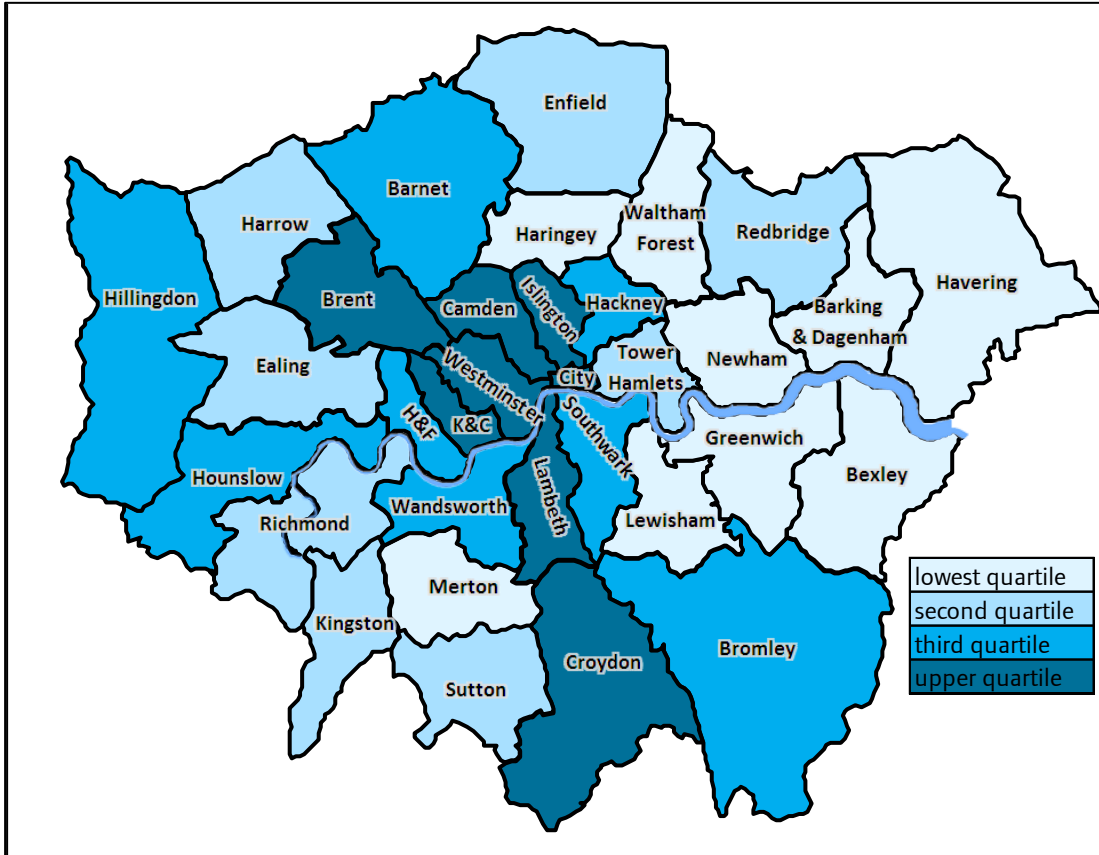 Enfield
Barnet
Waltham
Forest
Harrow
Haringey
Redbridge
Havering
Hillingdon
Brent
Camden
Islington
Hackney
Barking
& Dagenham
Ealing
Westminster
City
Tower
Hamlets
Newham
H&F
K&C
Southwark
Greenwich
Hounslow
Bexley
Richmond
Wandsworth
Lambeth
Lewisham
Merton
Kingston
Croydon
Bromley
Sutton
lowest quartile
second quartile
third quartile
upper quartile